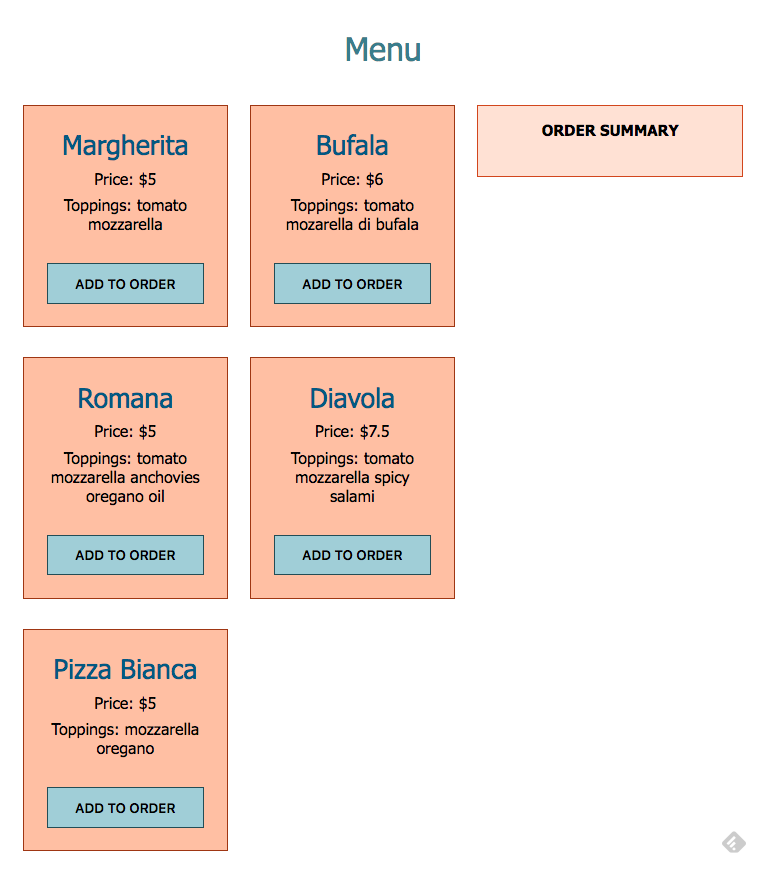 Menu
Margherita
Price: $5
Toppings: tomato
mozzarella
ADD TO ORDER
Bufala
Price: $6
Toppings: tomato
mozarella di bufala
ADD TO ORDER
ORDER SUMMARY
Romana
Price: $5
Toppings: tomato
mozzarella anchovies
oregano oil
ADD TO ORDER
Diavola
Price: $7.5
Toppings: tomato
mozzarella spicy
salami
ADD TO ORDER
Pizza Bianca
Price: $5
Toppings: mozzarella
oregano
ADD TO ORDER